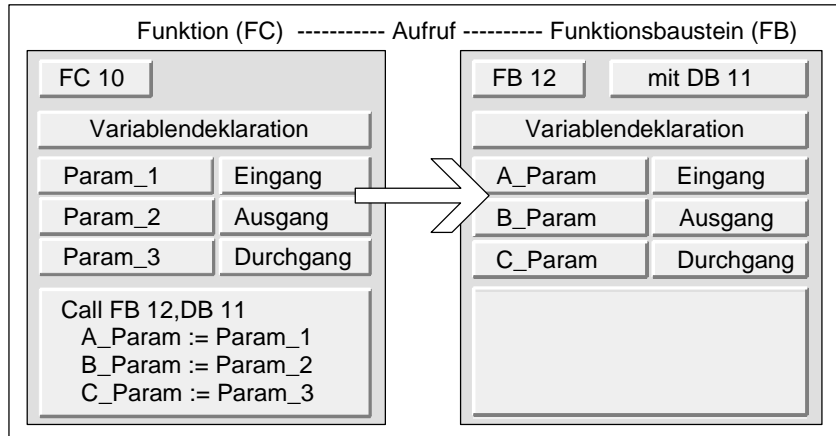 Funktion (FC) ----------- Aufruf ---------- Funktionsbaustein (FB)
FC 10
Variablendeklaration
Param_1 Eingang
Param_2 Ausgang
Param_3 Durchgang
Call FB 12,DB 11
A_Param := Param_1
B_Param := Param_2
C_Param := Param_3
FB 12 mit DB 11
Variablendeklaration
A_Param Eingang
B_Param Ausgang
C_Param Durchgang